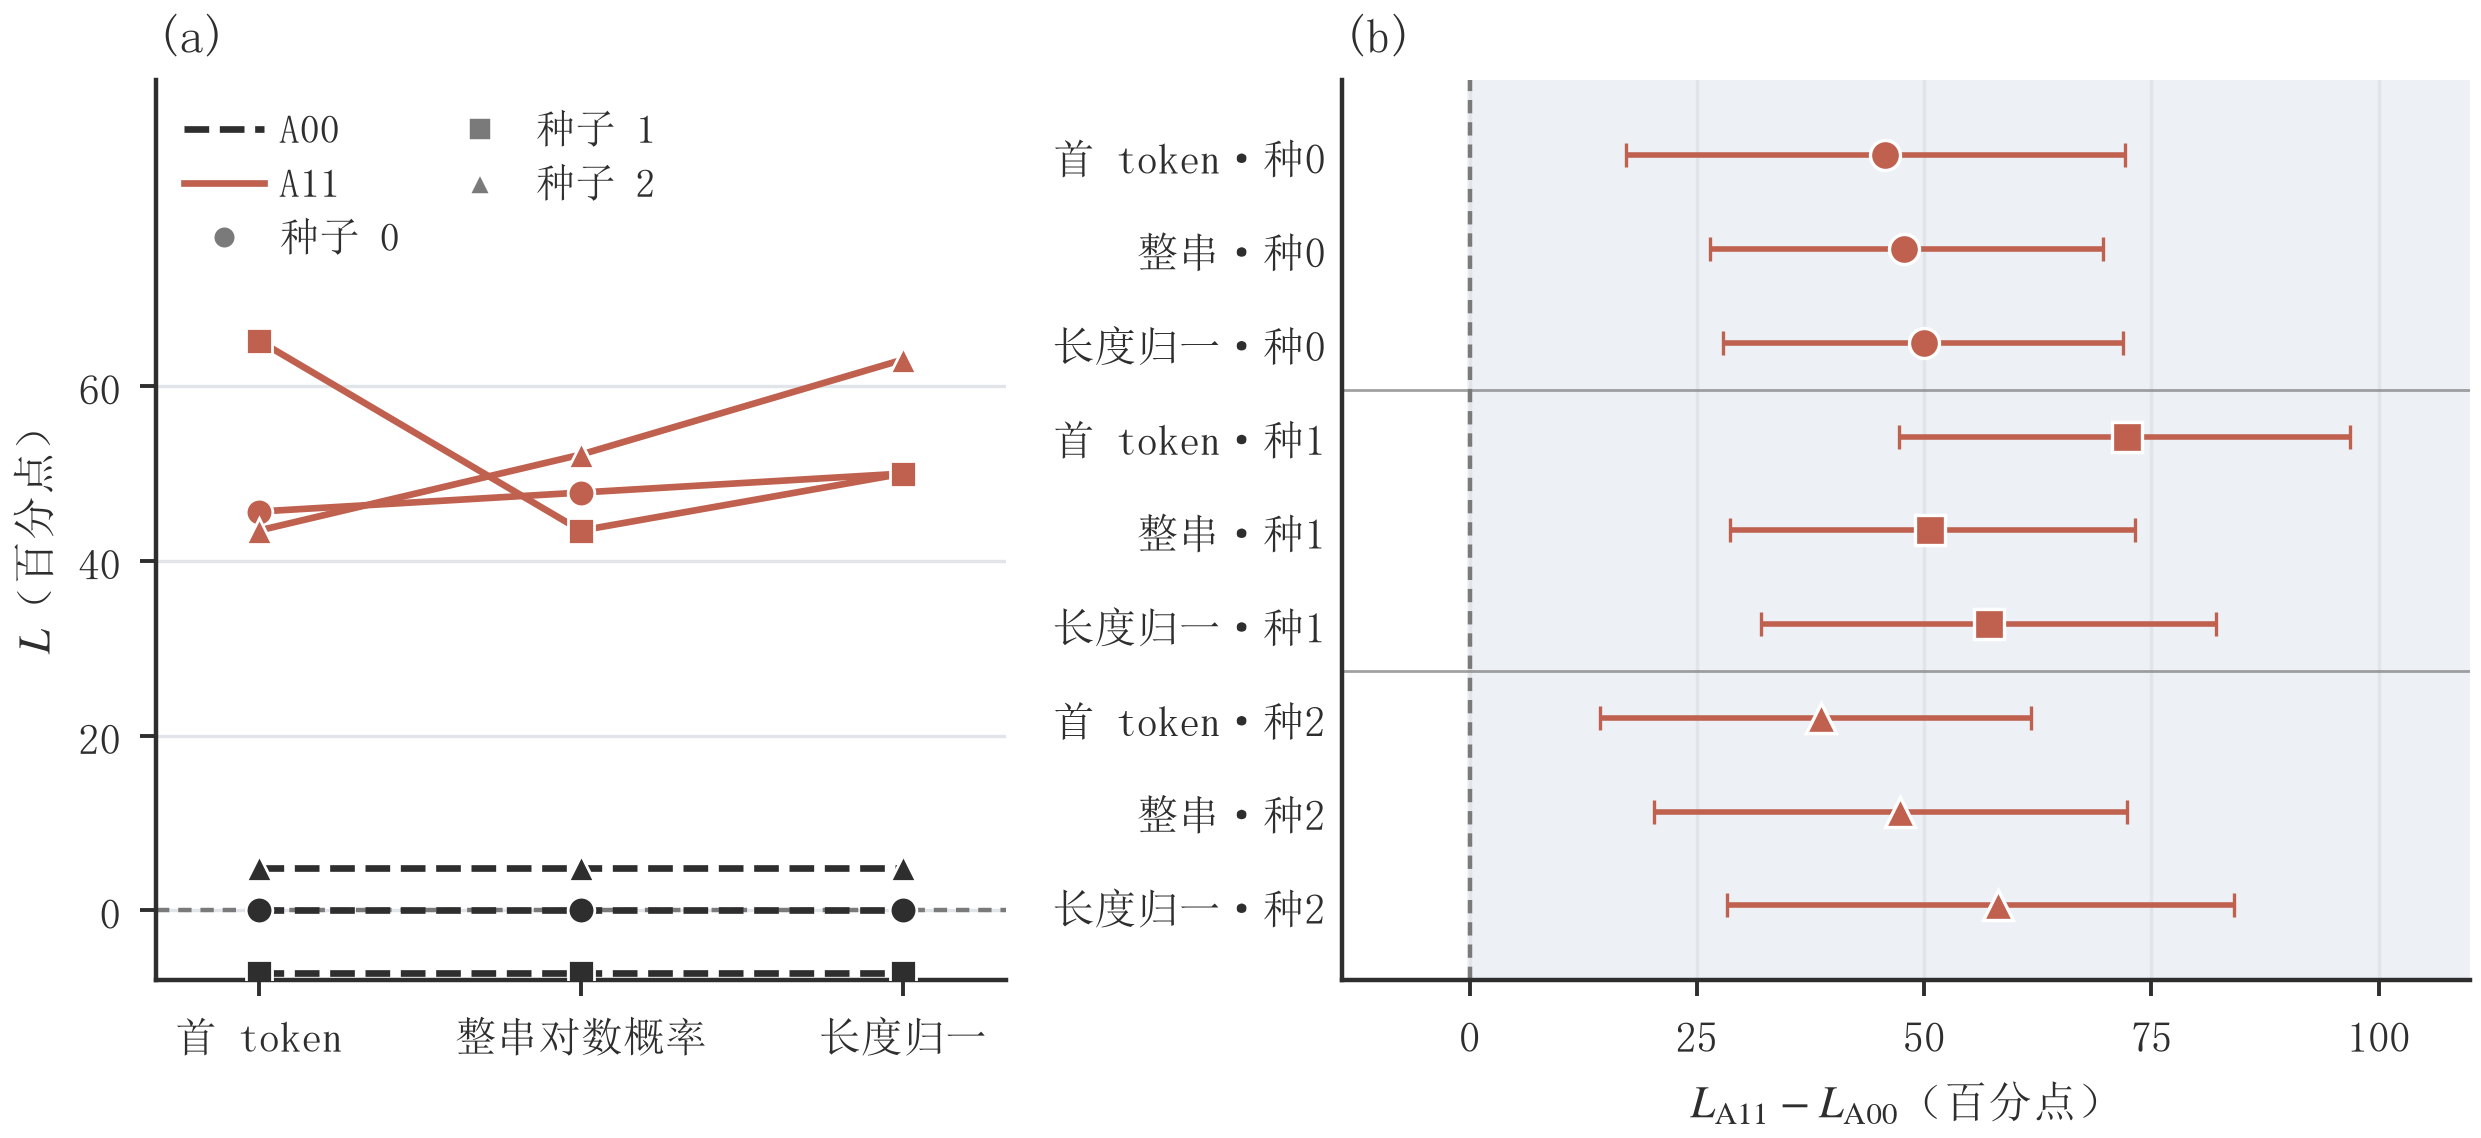 (a)
A00
A11
种子 0
种子 1
种子 2
L（百分点）
60
40
20
0
首 token
整串对数概率
长度归一
(b)
首 token·种0
整串·种0
长度归一·种0
首 token·种1
整串·种1
长度归一·种1
首 token·种2
整串·种2
长度归一·种2
0
25
50
75
100
L_A11 − L_A00（百分点）